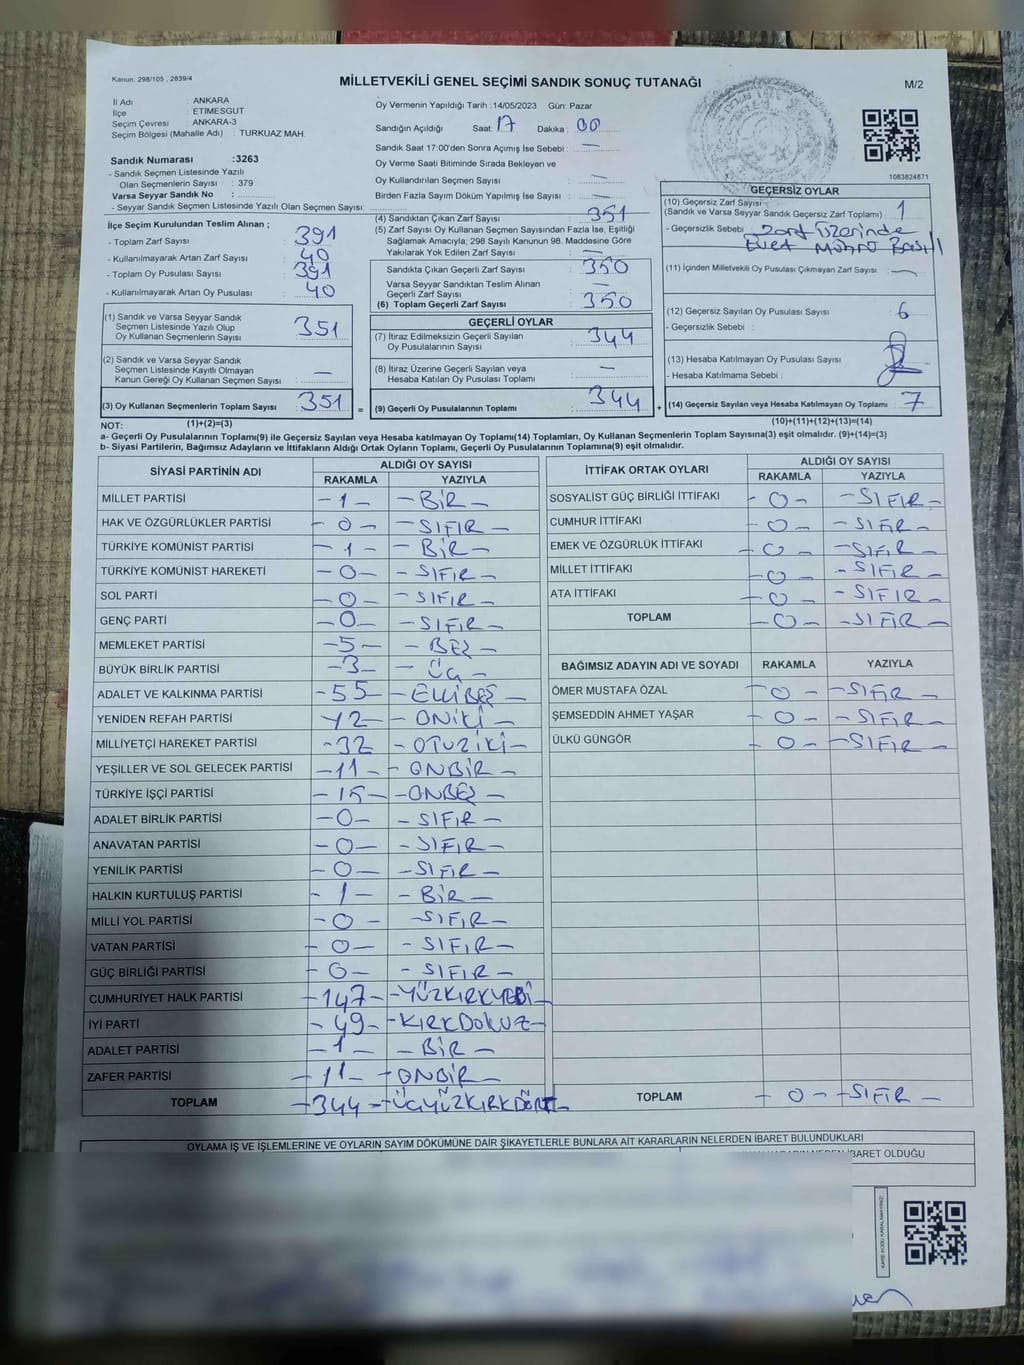 Kanun: 298/105 , 2839/4
MİLLETVEKİLİ GENEL SEÇİMİ SANDIK SONUÇ TUTANAĞI
M/2
İl Adı : ANKARA
İlçe : ETİMESGUT
Seçim Çevresi : ANKARA-3
Seçim Bölgesi (Mahalle Adı) : TURKUAZ MAH.
Oy Vermenin Yapıldığı Tarih :14/05/2023 Gün: Pazar
Sandığın Açıldığı Saat: 17 Dakika : 00
Sandık Saat 17:00'den Sonra Açımış İse Sebebi : —
Oy Verme Saati Bitiminde Sırada Bekleyen ve
Oy Kullandırılan Seçmen Sayısı : —
Birden Fazla Sayım Döküm Yapılmış İse Sayısı : —
1083824871
Sandık Numarası :3263
- Sandık Seçmen Listesinde Yazılı
Olan Seçmenlerin Sayısı : 379
Varsa Seyyar Sandık No :
- Seyyar Sandık Seçmen Listesinde Yazılı Olan Seçmen Sayısı:
İlçe Seçim Kurulundan Teslim Alınan ;
- Toplam Zarf Sayısı : 391
- Kullanılmayarak Artan Zarf Sayısı : 40
- Toplam Oy Pusulası Sayısı : 391
- Kullanılmayarak Artan Oy Pusulası : 40
(1) Sandık ve Varsa Seyyar Sandık
Seçmen Listesinde Yazılı Olup
Oy Kullanan Seçmenlerin Sayısı : 351
(2) Sandık ve Varsa Seyyar Sandık
Seçmen Listesinde Kayıtlı Olmayan
Kanun Gereği Oy Kullanan Seçmen Sayısı : —
(3) Oy Kullanan Seçmenlerin Toplam Sayısı : 351 =
(4) Sandıktan Çıkan Zarf Sayısı : 351
(5) Zarf Sayısı Oy Kullanan Seçmen Sayısından Fazla İse, Eşitliği
Sağlamak Amacıyla; 298 Sayılı Kanunun 98. Maddesine Göre
Yakılarak Yok Edilen Zarf Sayısı : —
Sandıkta Çıkan Geçerli Zarf Sayısı : 350
Varsa Seyyar Sandıktan Teslim Alınan
Geçerli Zarf Sayısı : —
(6) Toplam Geçerli Zarf Sayısı : 350
GEÇERLİ OYLAR
(7) İtiraz Edilmeksizin Geçerli Sayılan
Oy Pusulalarının Sayısı : 344
(8) İtiraz Üzerine Geçerli Sayılan veya
Hesaba Katılan Oy Pusulası Toplamı : —
(9) Geçerli Oy Pusulalarının Toplamı : 344 +
GEÇERSİZ OYLAR
(10) Geçersiz Zarf Sayısı
(Sandık ve Varsa Seyyar Sandık Geçersiz Zarf Toplamı) : 1
- Geçersizlik Sebebi : Zarf üzerinde
Evet Mührü Basılı
(11) İçinden Milletvekili Oy Pusulası Çıkmayan Zarf Sayısı : —
(12) Geçersiz Sayılan Oy Pusulası Sayısı : 6
- Geçersizlik Sebebi :
(13) Hesaba Katılmayan Oy Pusulası Sayısı
- Hesaba Katılmama Sebebi :
(14) Geçersiz Sayılan veya Hesaba Katılmayan Oy Toplamı : 7
NOT: (1)+(2)=(3) (10)+(11)+(12)+(13)=(14)
a- Geçerli Oy Pusulalarının Toplamı(9) ile Geçersiz Sayılan veya Hesaba katılmayan Oy Toplamı(14) Toplamları, Oy Kullanan Seçmenlerin Toplam Sayısına(3) eşit olmalıdır. (9)+(14)=(3)
b- Siyasi Partilerin, Bağımsız Adayların ve İttifakların Aldığı Ortak Oyların Toplamı, Geçerli Oy Pusulalarının Toplamına(9) eşit olmalıdır.
SİYASİ PARTİNİN ADI ALDIĞI OY SAYISI
RAKAMLA YAZIYLA
MİLLET PARTİSİ - 1 - - BİR -
HAK VE ÖZGÜRLÜKLER PARTİSİ - 0 - - SIFIR -
TÜRKİYE KOMÜNİST PARTİSİ - 1 - - BİR -
TÜRKİYE KOMÜNİST HAREKETİ - 0 - - SIFIR -
SOL PARTİ - 0 - - SIFIR -
GENÇ PARTİ - 0 - - SIFIR -
MEMLEKET PARTİSİ - 5 - - BEŞ -
BÜYÜK BİRLİK PARTİSİ - 3 - - ÜÇ -
ADALET VE KALKINMA PARTİSİ - 55 - - ELLİBEŞ -
YENİDEN REFAH PARTİSİ - 12 - - ONİKİ -
MİLLİYETÇİ HAREKET PARTİSİ - 32 - OTUZİKİ -
YEŞİLLER VE SOL GELECEK PARTİSİ - 11 - - ONBİR -
TÜRKİYE İŞÇİ PARTİSİ - 15 - - ONBEŞ -
ADALET BİRLİK PARTİSİ - 0 - - SIFIR -
ANAVATAN PARTİSİ - 0 - - SIFIR -
YENİLİK PARTİSİ - 0 - - SIFIR -
HALKIN KURTULUŞ PARTİSİ - 1 - - BİR -
MİLLİ YOL PARTİSİ - 0 - - SIFIR -
VATAN PARTİSİ - 0 - - SIFIR -
GÜÇ BİRLİĞİ PARTİSİ - 0 - - SIFIR -
CUMHURİYET HALK PARTİSİ - 147 - - YÜZKIRKYEDİ -
İYİ PARTİ - 49 - - KIRKDOKUZ -
ADALET PARTİSİ - 1 - - BİR -
ZAFER PARTİSİ - 11 - - ONBİR -
TOPLAM - 344 - - ÜÇYÜZKIRKDÖRT -
İTTİFAK ORTAK OYLARI ALDIĞI OY SAYISI
RAKAMLA YAZIYLA
SOSYALİST GÜÇ BİRLİĞİ İTTİFAKI - 0 - - SIFIR -
CUMHUR İTTİFAKI - 0 - - SIFIR -
EMEK VE ÖZGÜRLÜK İTTİFAKI - 0 - - SIFIR -
MİLLET İTTİFAKI - 0 - - SIFIR -
ATA İTTİFAKI - 0 - - SIFIR -
TOPLAM - 0 - - SIFIR -
BAĞIMSIZ ADAYIN ADI VE SOYADI RAKAMLA YAZIYLA
ÖMER MUSTAFA ÖZAL - 0 - - SIFIR -
ŞEMSEDDİN AHMET YAŞAR - 0 - - SIFIR -
ÜLKÜ GÜNGÖR - 0 - - SIFIR -
TOPLAM - 0 - - SIFIR -
OYLAMA İŞ VE İŞLEMLERİNE VE OYLARIN SAYIM DÖKÜMÜNE DAİR ŞİKAYETLERLE BUNLARA AİT KARARLARIN NELERDEN İBARET BULUNDUKLARI
İBARET OLDUĞU